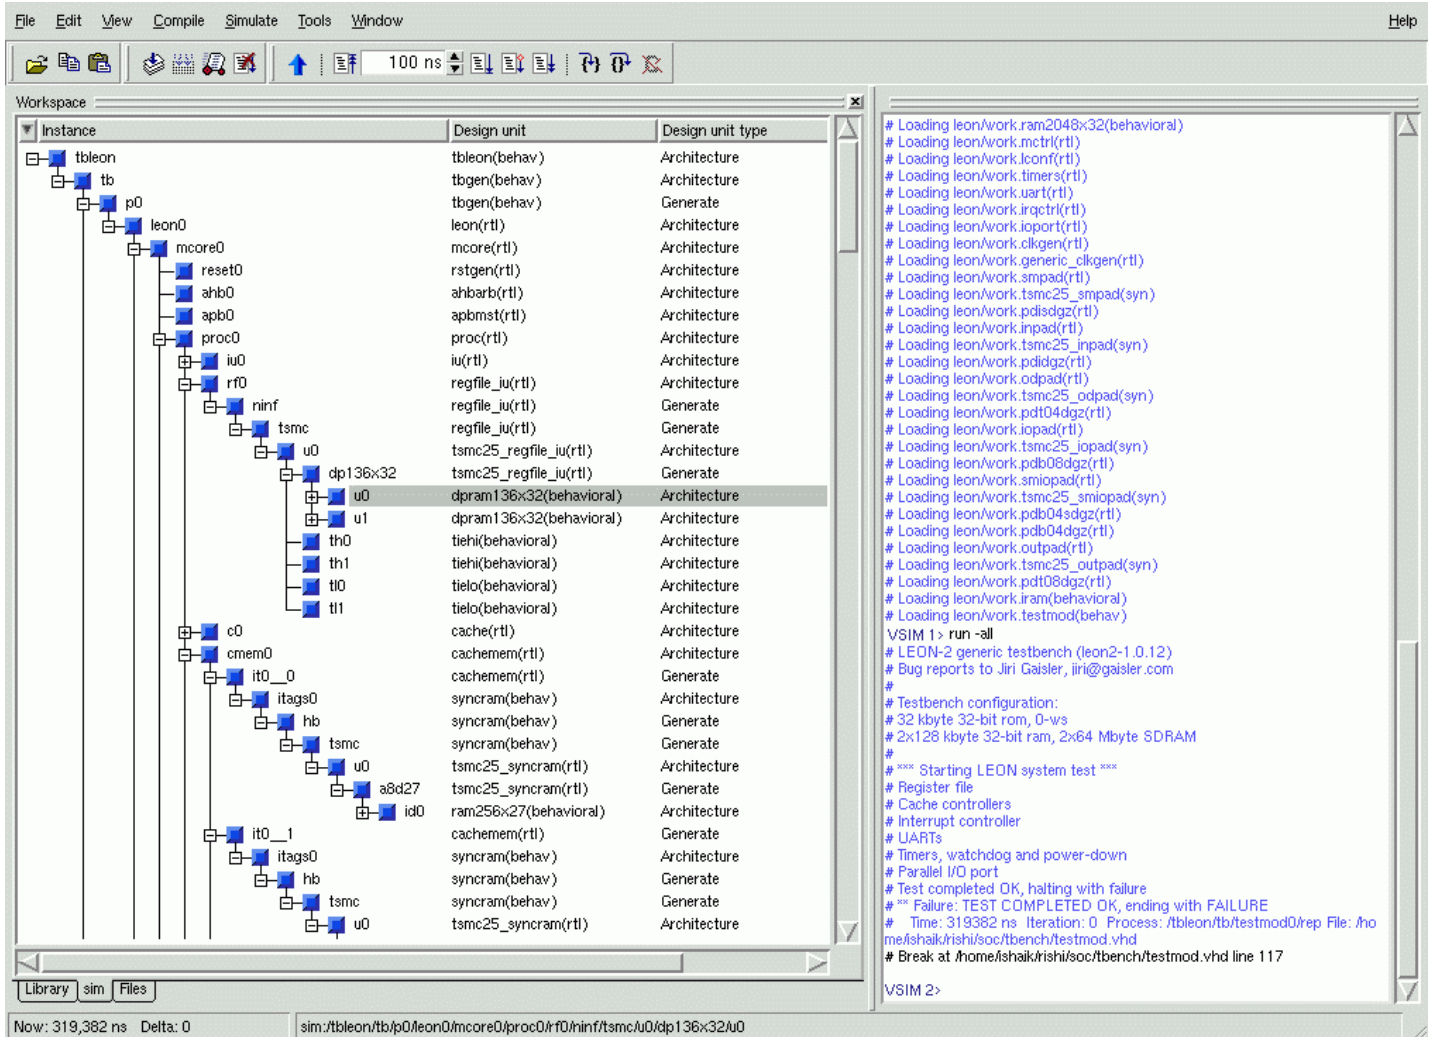 File Edit View Compile Simulate Tools Window Help
100 ns
Workspace
Instance Design unit Design unit type
tbleon tbleon(behav) Architecture
tb tbgen(behav) Architecture
p0 tbgen(behav) Generate
leon0 leon(rtl) Architecture
mcore0 mcore(rtl) Architecture
reset0 rstgen(rtl) Architecture
ahb0 ahbarb(rtl) Architecture
apb0 apbmst(rtl) Architecture
proc0 proc(rtl) Architecture
iu0 iu(rtl) Architecture
rf0 regfile_iu(rtl) Architecture
ninf regfile_iu(rtl) Generate
tsmc regfile_iu(rtl) Generate
u0 tsmc25_regfile_iu(rtl) Architecture
dp136x32 tsmc25_regfile_iu(rtl) Generate
u0 dpram136x32(behavioral) Architecture
u1 dpram136x32(behavioral) Architecture
th0 tiehi(behavioral) Architecture
th1 tiehi(behavioral) Architecture
tl0 tielo(behavioral) Architecture
tl1 tielo(behavioral) Architecture
c0 cache(rtl) Architecture
cmem0 cachemem(rtl) Architecture
it0__0 cachemem(rtl) Generate
itags0 syncram(behav) Architecture
hb syncram(behav) Generate
tsmc syncram(behav) Generate
u0 tsmc25_syncram(rtl) Architecture
a8d27 tsmc25_syncram(rtl) Generate
id0 ram256x27(behavioral) Architecture
it0__1 cachemem(rtl) Generate
itags0 syncram(behav) Architecture
hb syncram(behav) Generate
tsmc syncram(behav) Generate
u0 tsmc25_syncram(rtl) Architecture
Library sim Files
# Loading leon/work.ram2048x32(behavioral)
# Loading leon/work.mctrl(rtl)
# Loading leon/work.lconf(rtl)
# Loading leon/work.timers(rtl)
# Loading leon/work.uart(rtl)
# Loading leon/work.irqctrl(rtl)
# Loading leon/work.ioport(rtl)
# Loading leon/work.clkgen(rtl)
# Loading leon/work.generic_clkgen(rtl)
# Loading leon/work.smpad(rtl)
# Loading leon/work.tsmc25_smpad(syn)
# Loading leon/work.pdisdgz(rtl)
# Loading leon/work.inpad(rtl)
# Loading leon/work.tsmc25_inpad(syn)
# Loading leon/work.pdidgz(rtl)
# Loading leon/work.odpad(rtl)
# Loading leon/work.tsmc25_odpad(syn)
# Loading leon/work.pdt04dgz(rtl)
# Loading leon/work.iopad(rtl)
# Loading leon/work.tsmc25_iopad(syn)
# Loading leon/work.pdb08dgz(rtl)
# Loading leon/work.smiopad(rtl)
# Loading leon/work.tsmc25_smiopad(syn)
# Loading leon/work.pdb04sdgz(rtl)
# Loading leon/work.pdb04dgz(rtl)
# Loading leon/work.outpad(rtl)
# Loading leon/work.tsmc25_outpad(syn)
# Loading leon/work.pdt08dgz(rtl)
# Loading leon/work.iram(behavioral)
# Loading leon/work.testmod(behav)
VSIM 1> run -all
# LEON-2 generic testbench (leon2-1.0.12)
# Bug reports to Jiri Gaisler, jiri@gaisler.com
#
# Testbench configuration:
# 32 kbyte 32-bit rom, 0-ws
# 2x128 kbyte 32-bit ram, 2x64 Mbyte SDRAM
#
# *** Starting LEON system test ***
# Register file
# Cache controllers
# Interrupt controller
# UARTs
# Timers, watchdog and power-down
# Parallel I/O port
# Test completed OK, halting with failure
# ** Failure: TEST COMPLETED OK, ending with FAILURE
# Time: 319382 ns Iteration: 0 Process: /tbleon/tb/testmod0/rep File: /ho
me/ishaik/rishi/soc/tbench/testmod.vhd
# Break at /home/ishaik/rishi/soc/tbench/testmod.vhd line 117
VSIM 2>
Now: 319,382 ns Delta: 0 sim:/tbleon/tb/p0/leon0/mcore0/proc0/rf0/ninf/tsmc/u0/dp136x32/u0